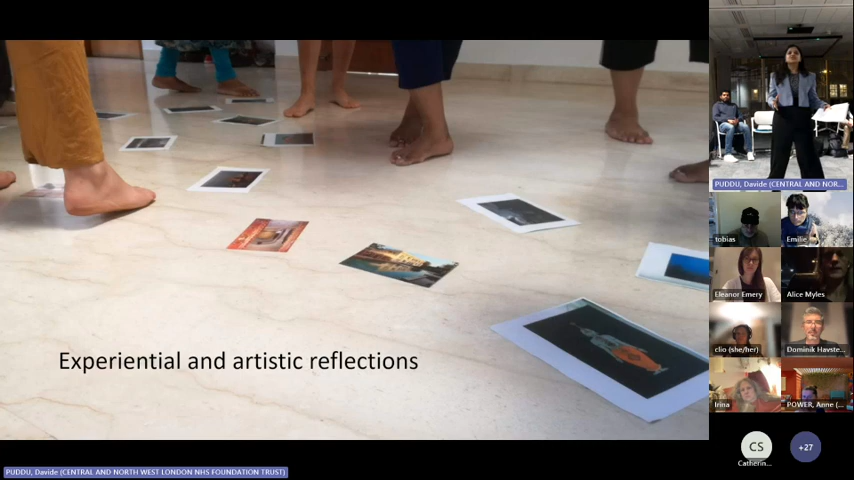 Experiential and artistic reflections
PUDDU, Davide (CENTRAL AND NOR...
tobias
Emilie
Eleanor Emery
Alice Myles
clio (she/her)
Dominik Havste...
Irina
POWER, Anne (...
CS
Catherin...
+27
PUDDU, Davide (CENTRAL AND NORTH WEST LONDON NHS FOUNDATION TRUST)